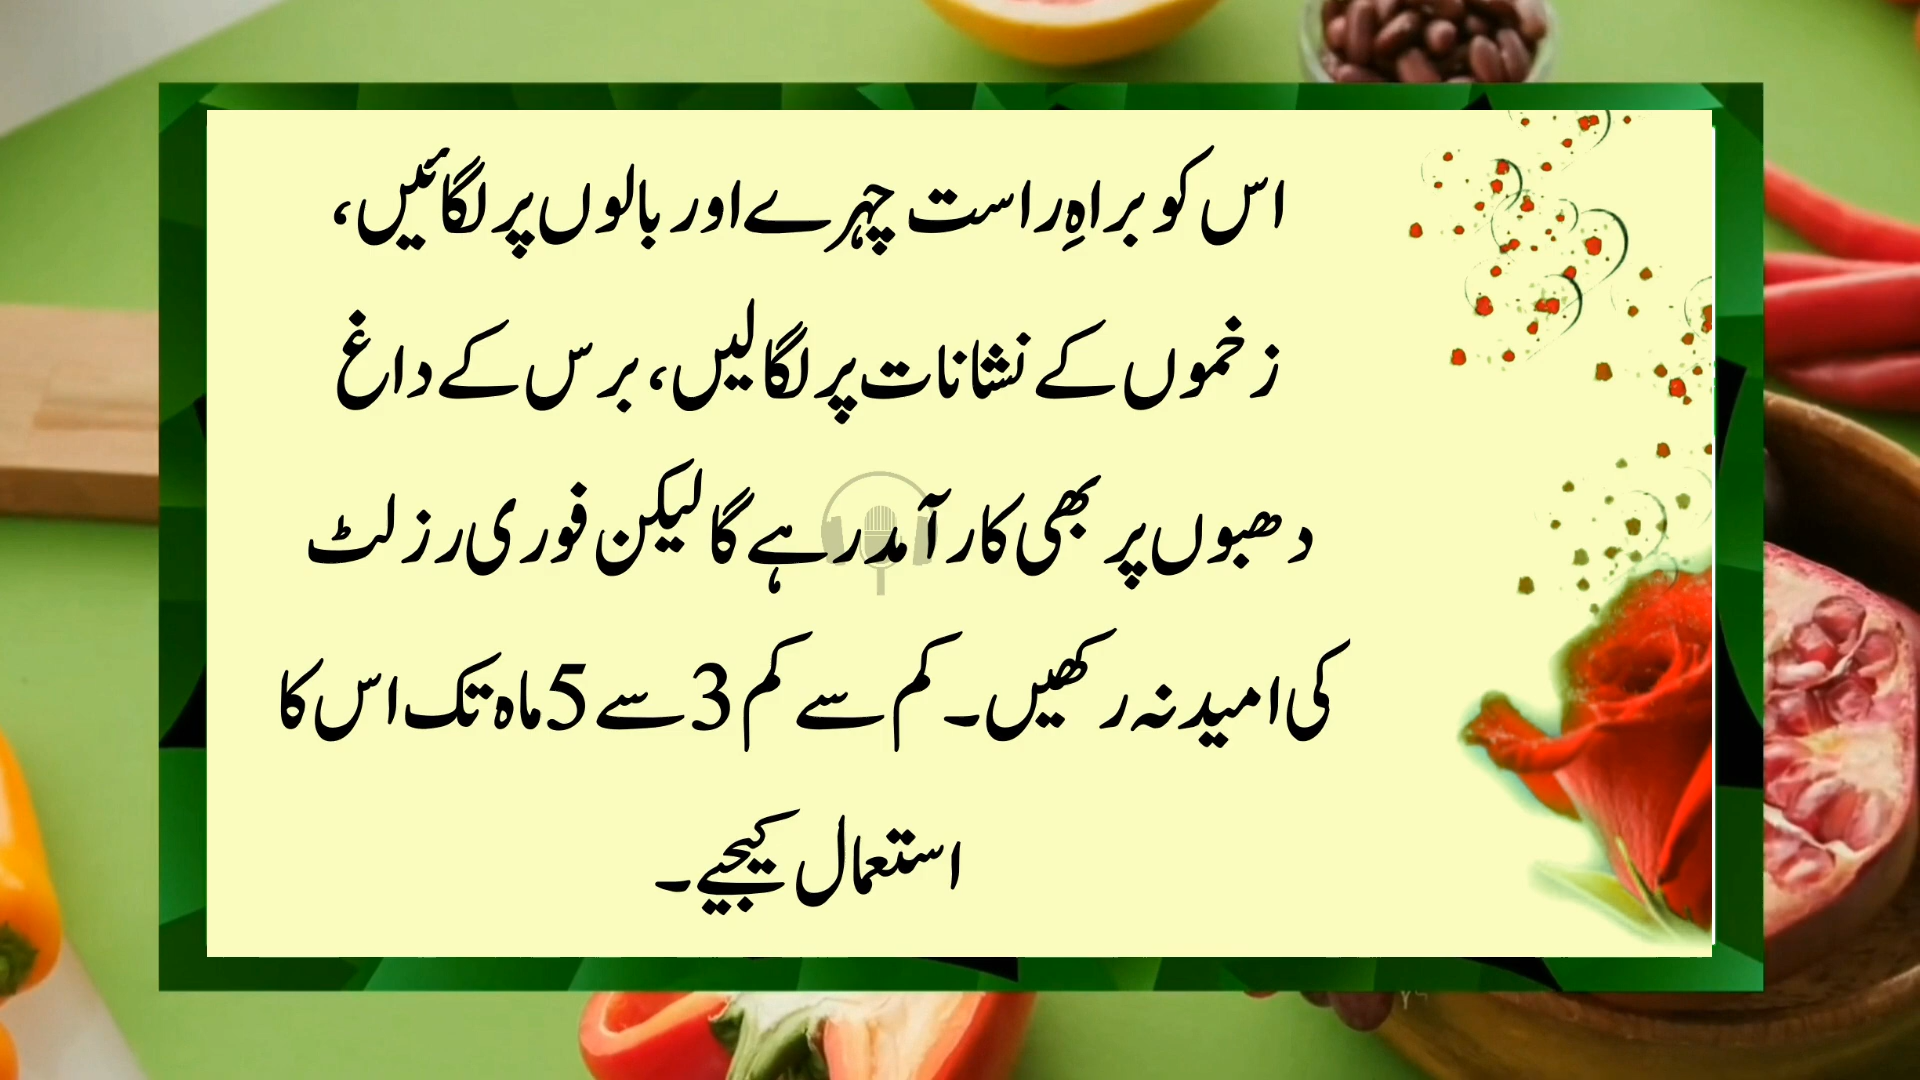 اس کو براہِ راست چہرے اور بالوں پر لگائیں،
زخموں کے نشانات پر لگالیں، برس کے داغ
دھبوں پر بھی کار آمد رہے گا لیکن فوری رزلٹ
کی امید نہ رکھیں۔ کم سے کم 3 سے 5 ماہ تک اس کا
استعمال کیجیے۔